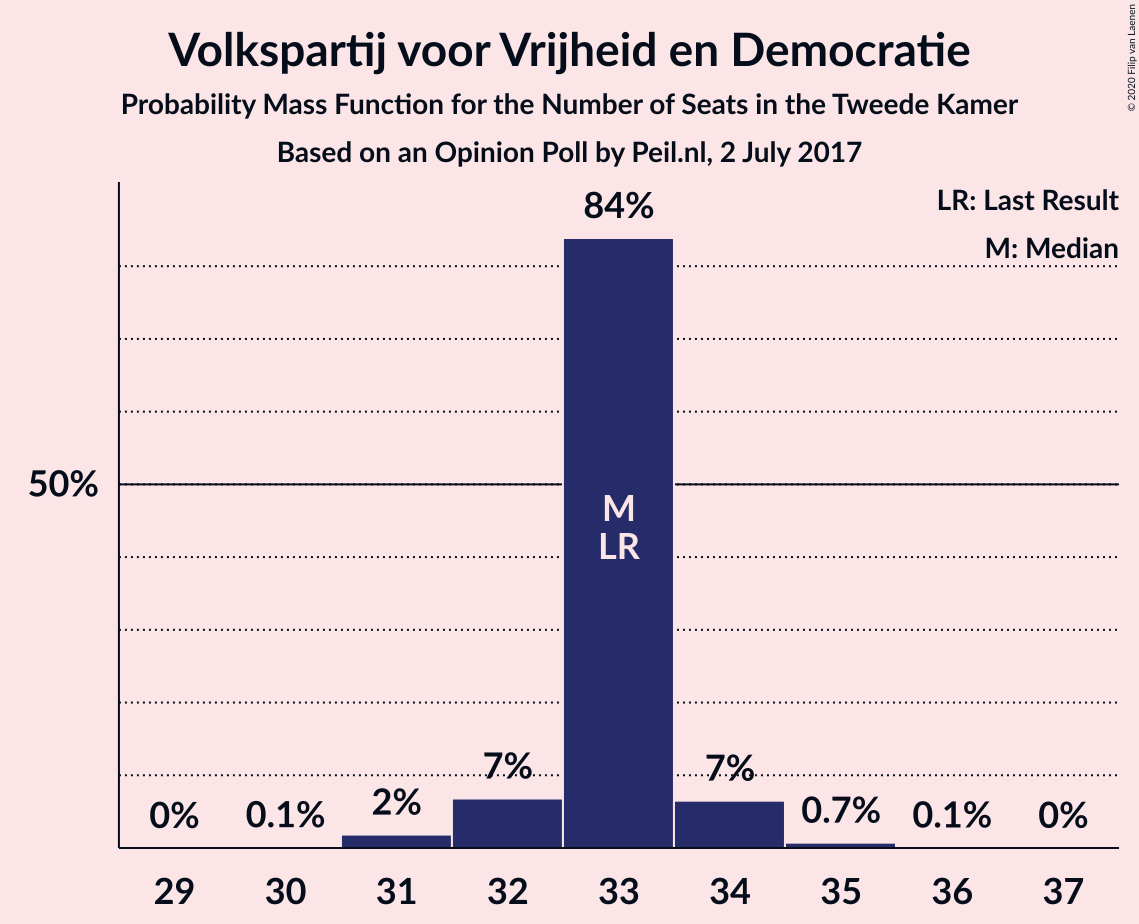 Volkspartij voor Vrijheid en Democratie
Probability Mass Function for the Number of Seats in the Tweede Kamer
Based on an Opinion Poll by Peil.nl, 2 July 2017
© 2020 Filip van Laenen
LR: Last Result
M: Median
84%
50%
M
LR
7%
7%
0%
0.1%
2%
0.7%
0.1%
0%
29 30 31 32 33 34 35 36 37